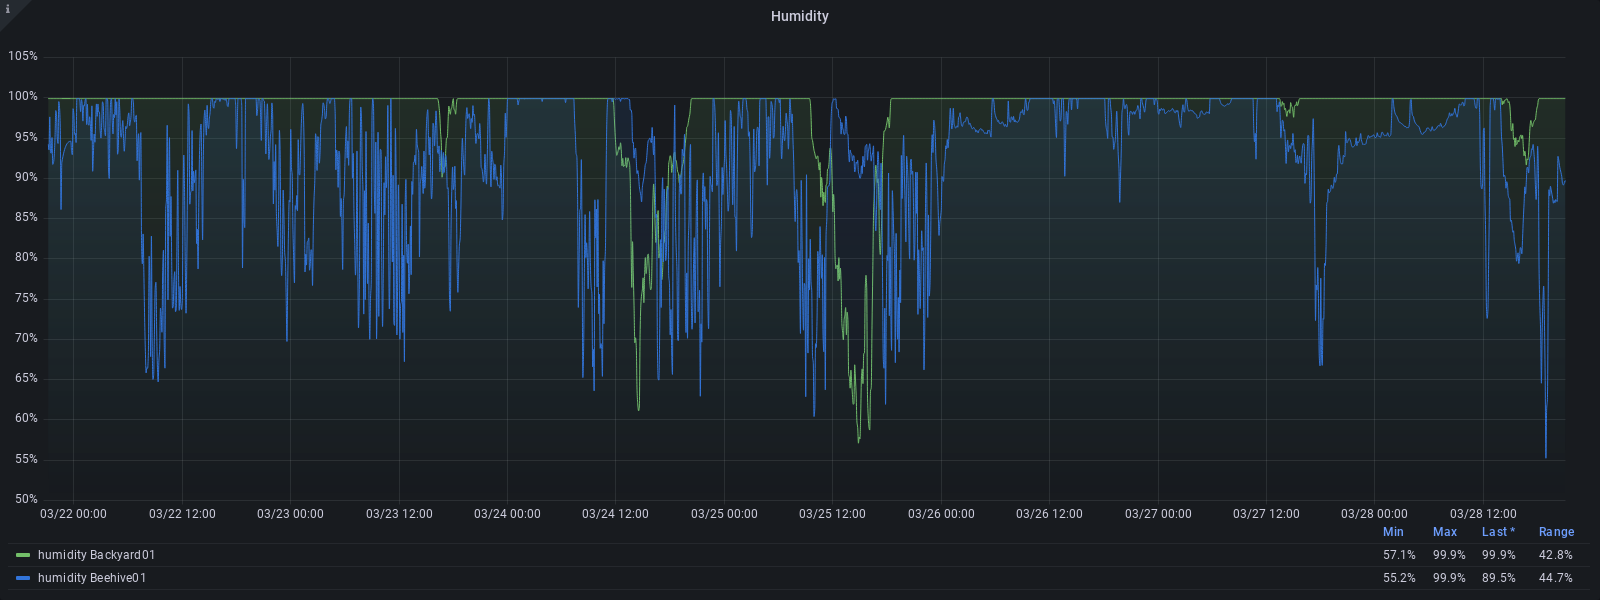 i
Humidity
105%
100%
95%
90%
85%
80%
75%
70%
65%
60%
55%
50%
03/22 00:00 03/22 12:00 03/23 00:00 03/23 12:00 03/24 00:00 03/24 12:00 03/25 00:00 03/25 12:00 03/26 00:00 03/26 12:00 03/27 00:00 03/27 12:00 03/28 00:00 03/28 12:00
Min Max Last * Range
humidity Backyard01 57.1% 99.9% 99.9% 42.8%
humidity Beehive01 55.2% 99.9% 89.5% 44.7%